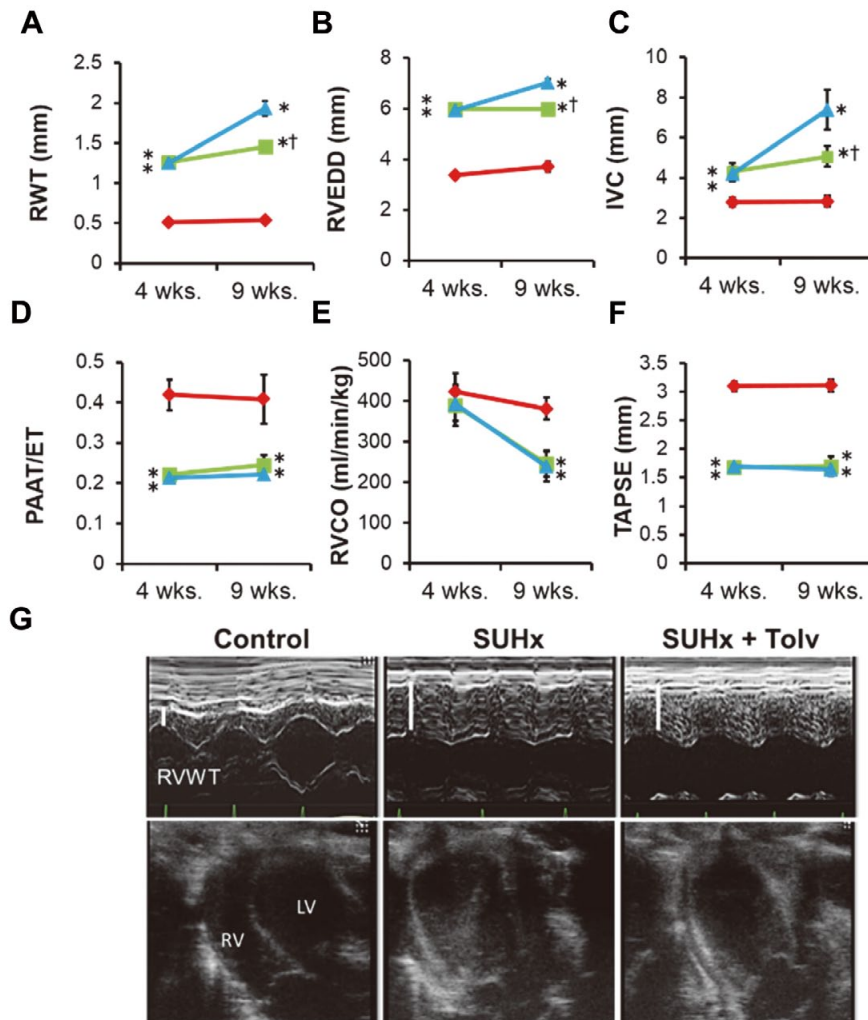 A
RWT (mm)
2.5
2
1.5
1
0.5
0
*
*
*
*†
4 wks.
9 wks.
B
RVEDD (mm)
8
6
4
2
0
*
*
*
*†
4 wks.
9 wks.
C
IVC (mm)
10
8
6
4
2
0
*
*
*
*†
4 wks.
9 wks.
D
PAAT/ET
0.5
0.4
0.3
0.2
0.1
0
*
*
*
*
4 wks.
9 wks.
E
RVCO (ml/min/kg)
500
400
300
200
100
0
*
*
4 wks.
9 wks.
F
TAPSE (mm)
3.5
3
2.5
2
1.5
1
0.5
0
*
*
*
*
4 wks.
9 wks.
G
Control
SUHx
SUHx + Tolv
RVWT
LV
RV